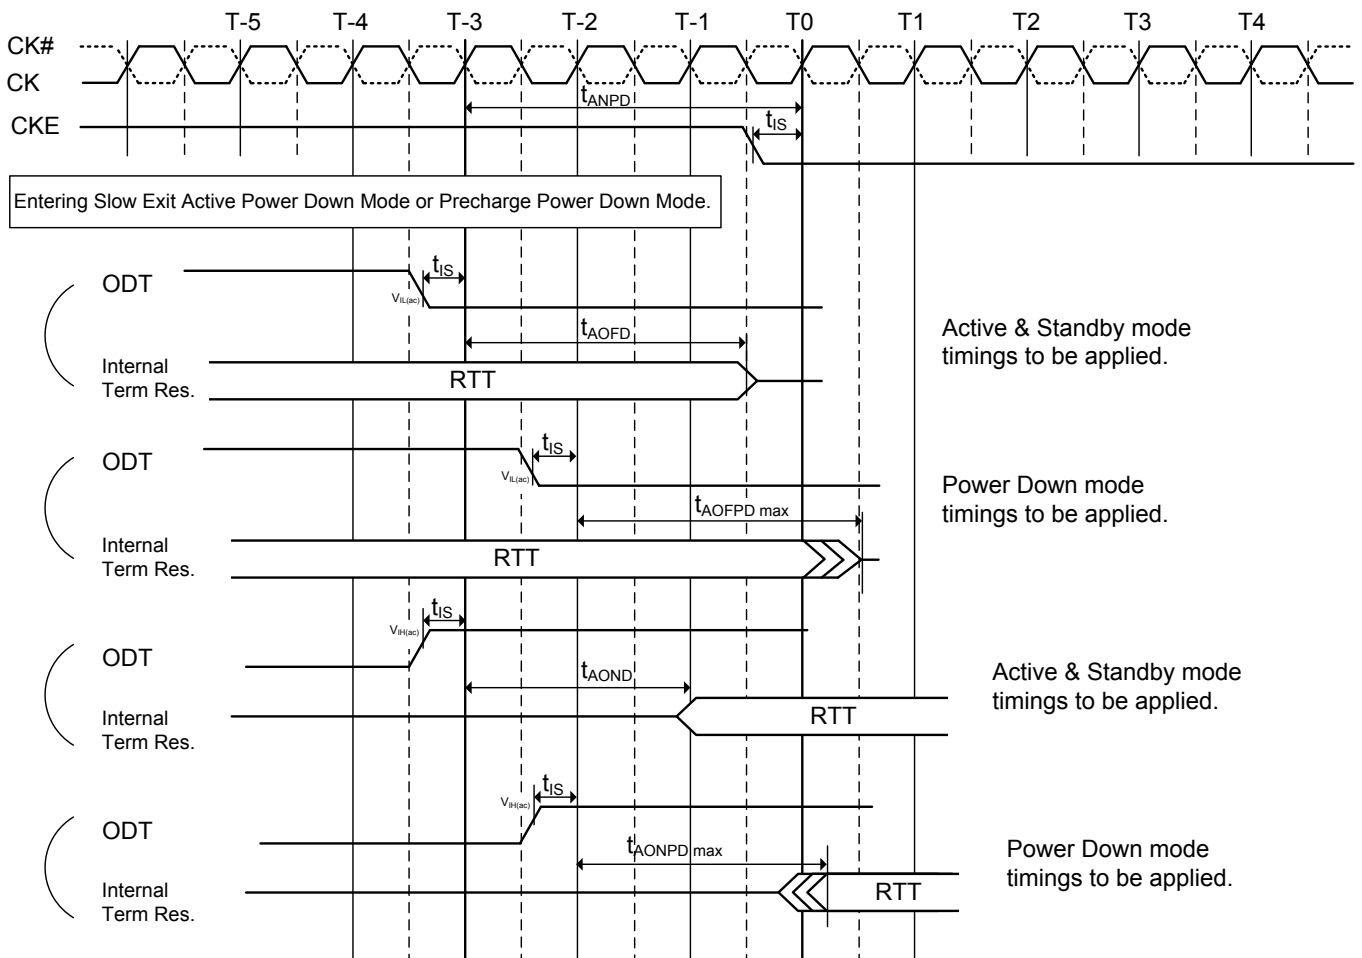 T-5 T-4 T-3 T-2 T-1 T0 T1 T2 T3 T4
CK#
CK
tANPD
CKE
tIS
Entering Slow Exit Active Power Down Mode or Precharge Power Down Mode.
ODT
tIS
VIL(ac)
tAOFD
Internal
Term Res.
RTT
Active & Standby mode
timings to be applied.
ODT
tIS
VIL(ac)
tAOFPD max
Internal
Term Res.
RTT
Power Down mode
timings to be applied.
tIS
VIH(ac)
ODT
tAOND
Internal
Term Res.
RTT
Active & Standby mode
timings to be applied.
tIS
VIH(ac)
ODT
tAONPD max
Internal
Term Res.
RTT
Power Down mode
timings to be applied.